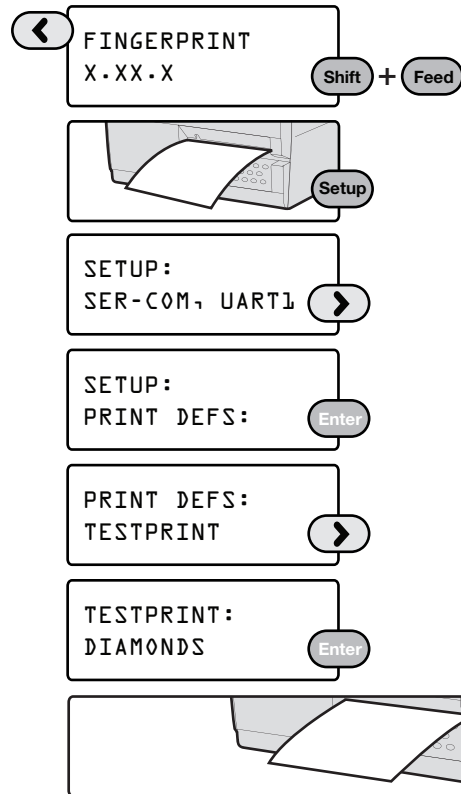 FINGERPRINT
X.XX.X
Shift + Feed
Setup
SETUP:
SER-COM, UART1
SETUP:
PRINT DEFS:
Enter
PRINT DEFS:
TESTPRINT
TESTPRINT:
DIAMONDS
Enter